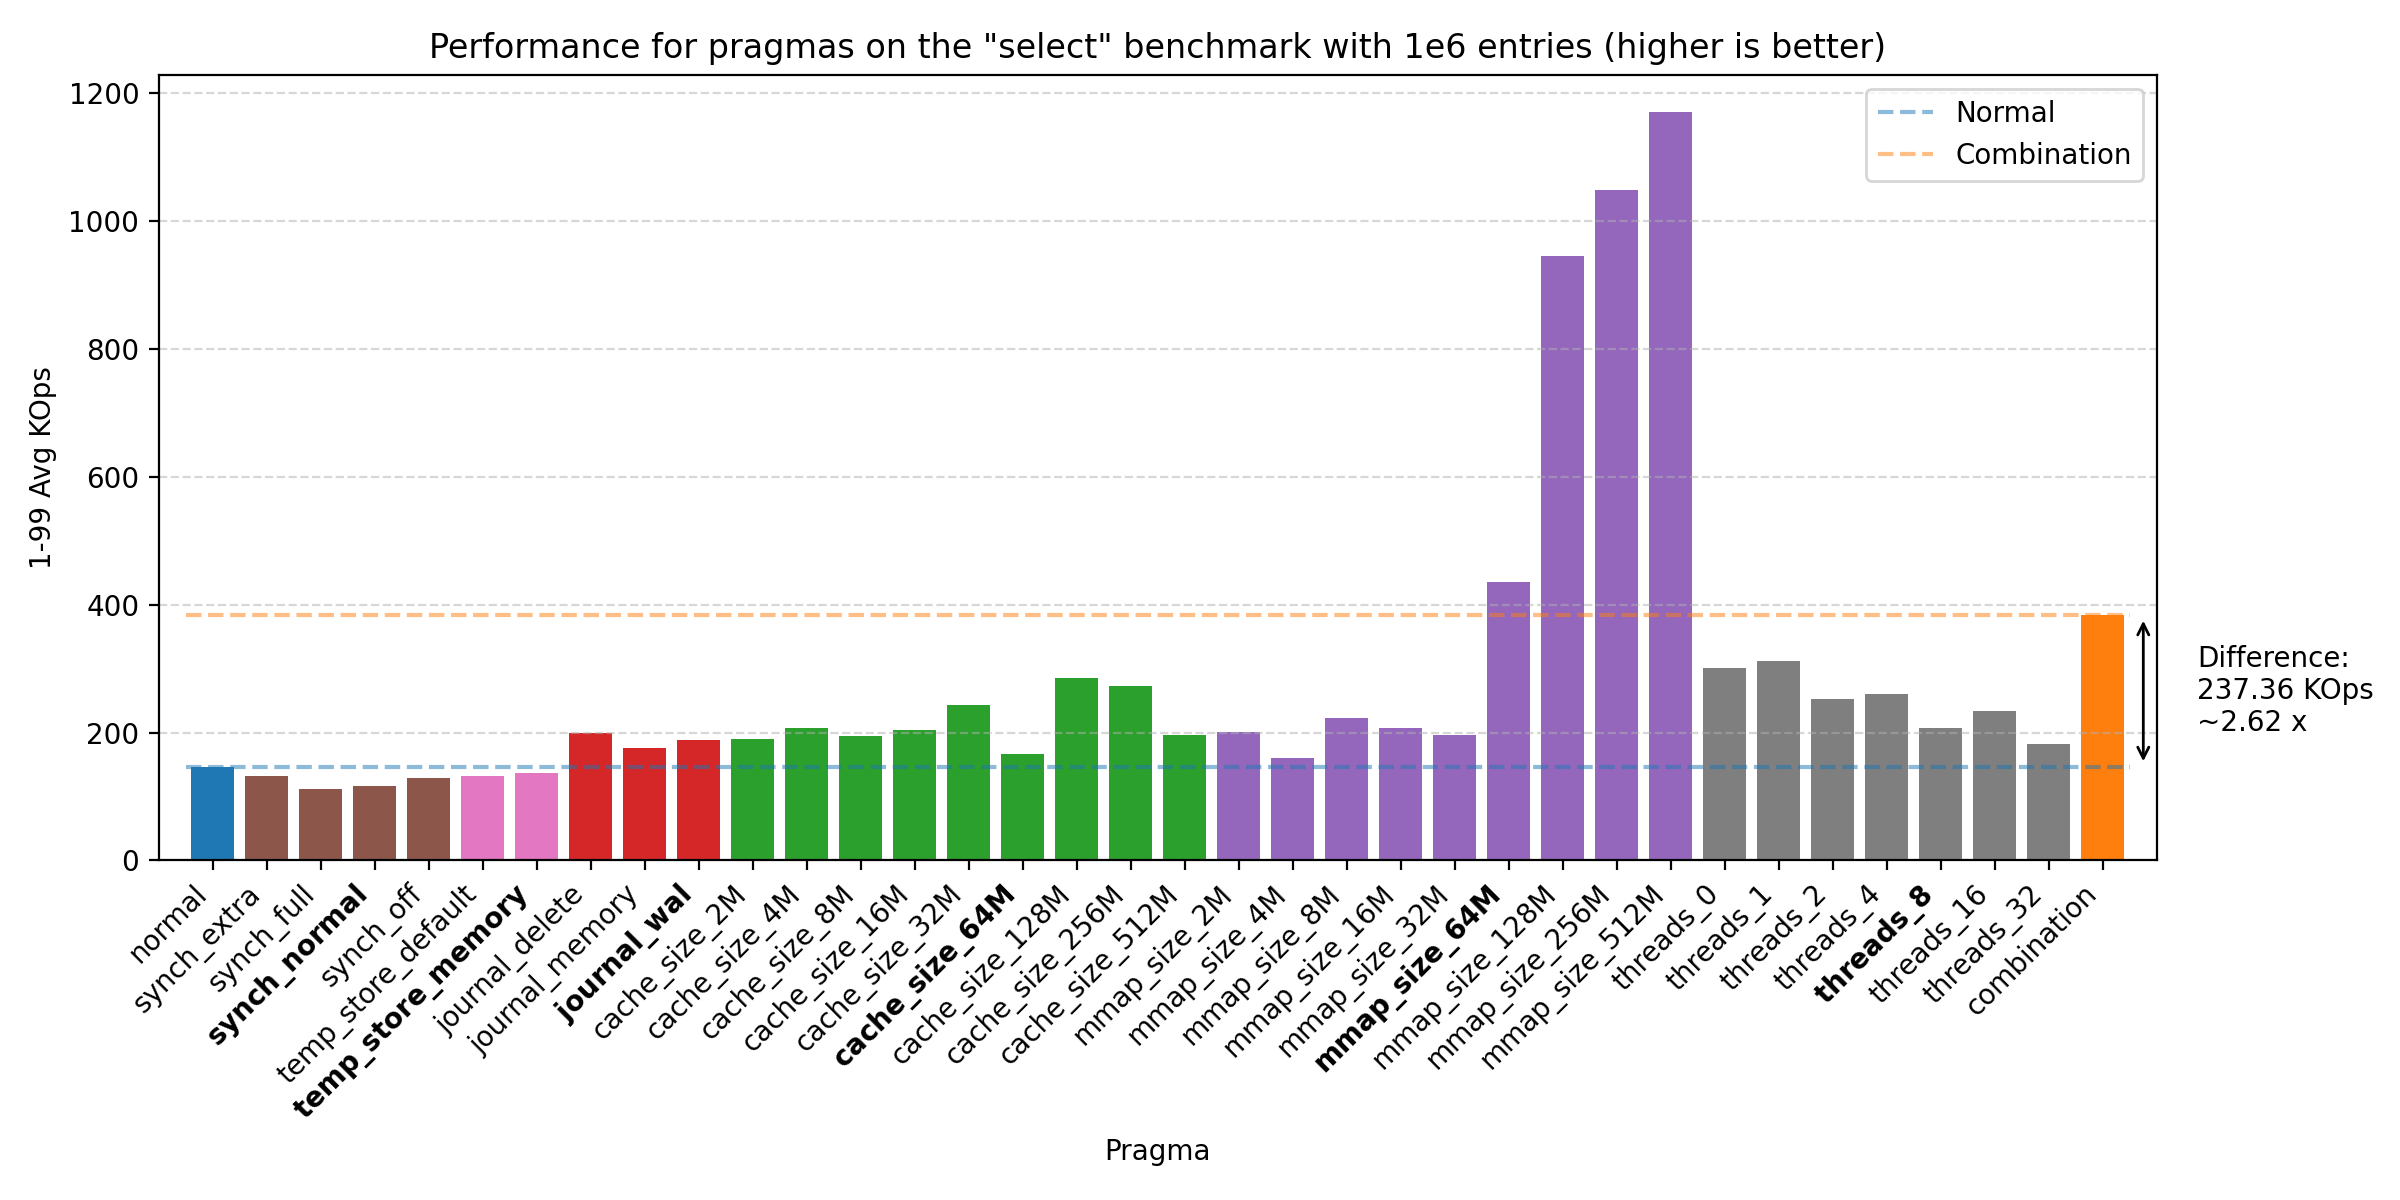 Performance for pragmas on the "select" benchmark with 1e6 entries (higher is better)
1-99 Avg KOps
1200
1000
800
600
400
200
0
Normal
Combination
Difference:
237.36 KOps
~2.62 x
normal
synch_extra
synch_full
synch_normal
synch_off
temp_store_default
temp_store_memory
journal_delete
journal_memory
journal_wal
cache_size_2M
cache_size_4M
cache_size_8M
cache_size_16M
cache_size_32M
cache_size_64M
cache_size_128M
cache_size_256M
cache_size_512M
mmap_size_2M
mmap_size_4M
mmap_size_8M
mmap_size_16M
mmap_size_32M
mmap_size_64M
mmap_size_128M
mmap_size_256M
mmap_size_512M
threads_0
threads_1
threads_2
threads_4
threads_8
threads_16
threads_32
combination
Pragma